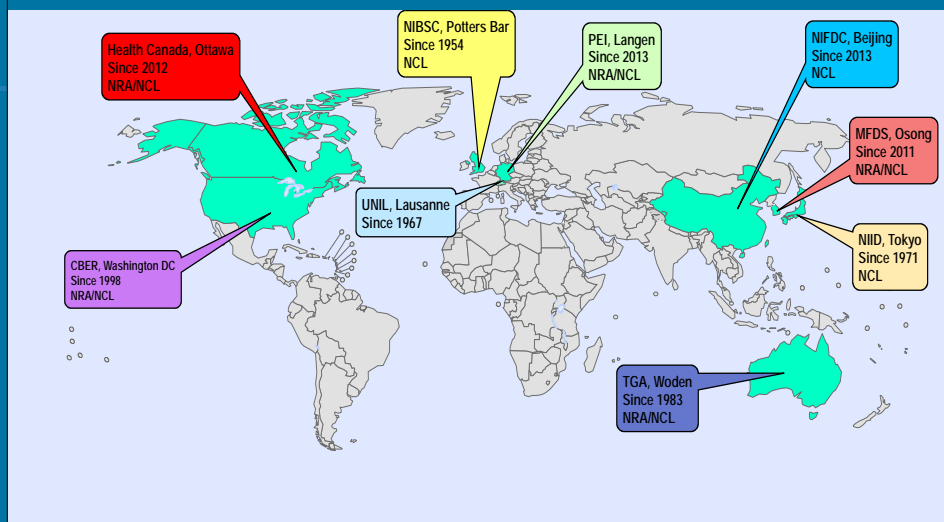 Health Canada, Ottawa
Since 2012
NRA/NCL
NIBSC, Potters Bar
Since 1954
NCL
PEI, Langen
Since 2013
NRA/NCL
NIFDC, Beijing
Since 2013
NCL
MFDS, Osong
Since 2011
NRA/NCL
UNIL, Lausanne
Since 1967
NIID, Tokyo
Since 1971
NCL
CBER, Washington DC
Since 1998
NRA/NCL
TGA, Woden
Since 1983
NRA/NCL